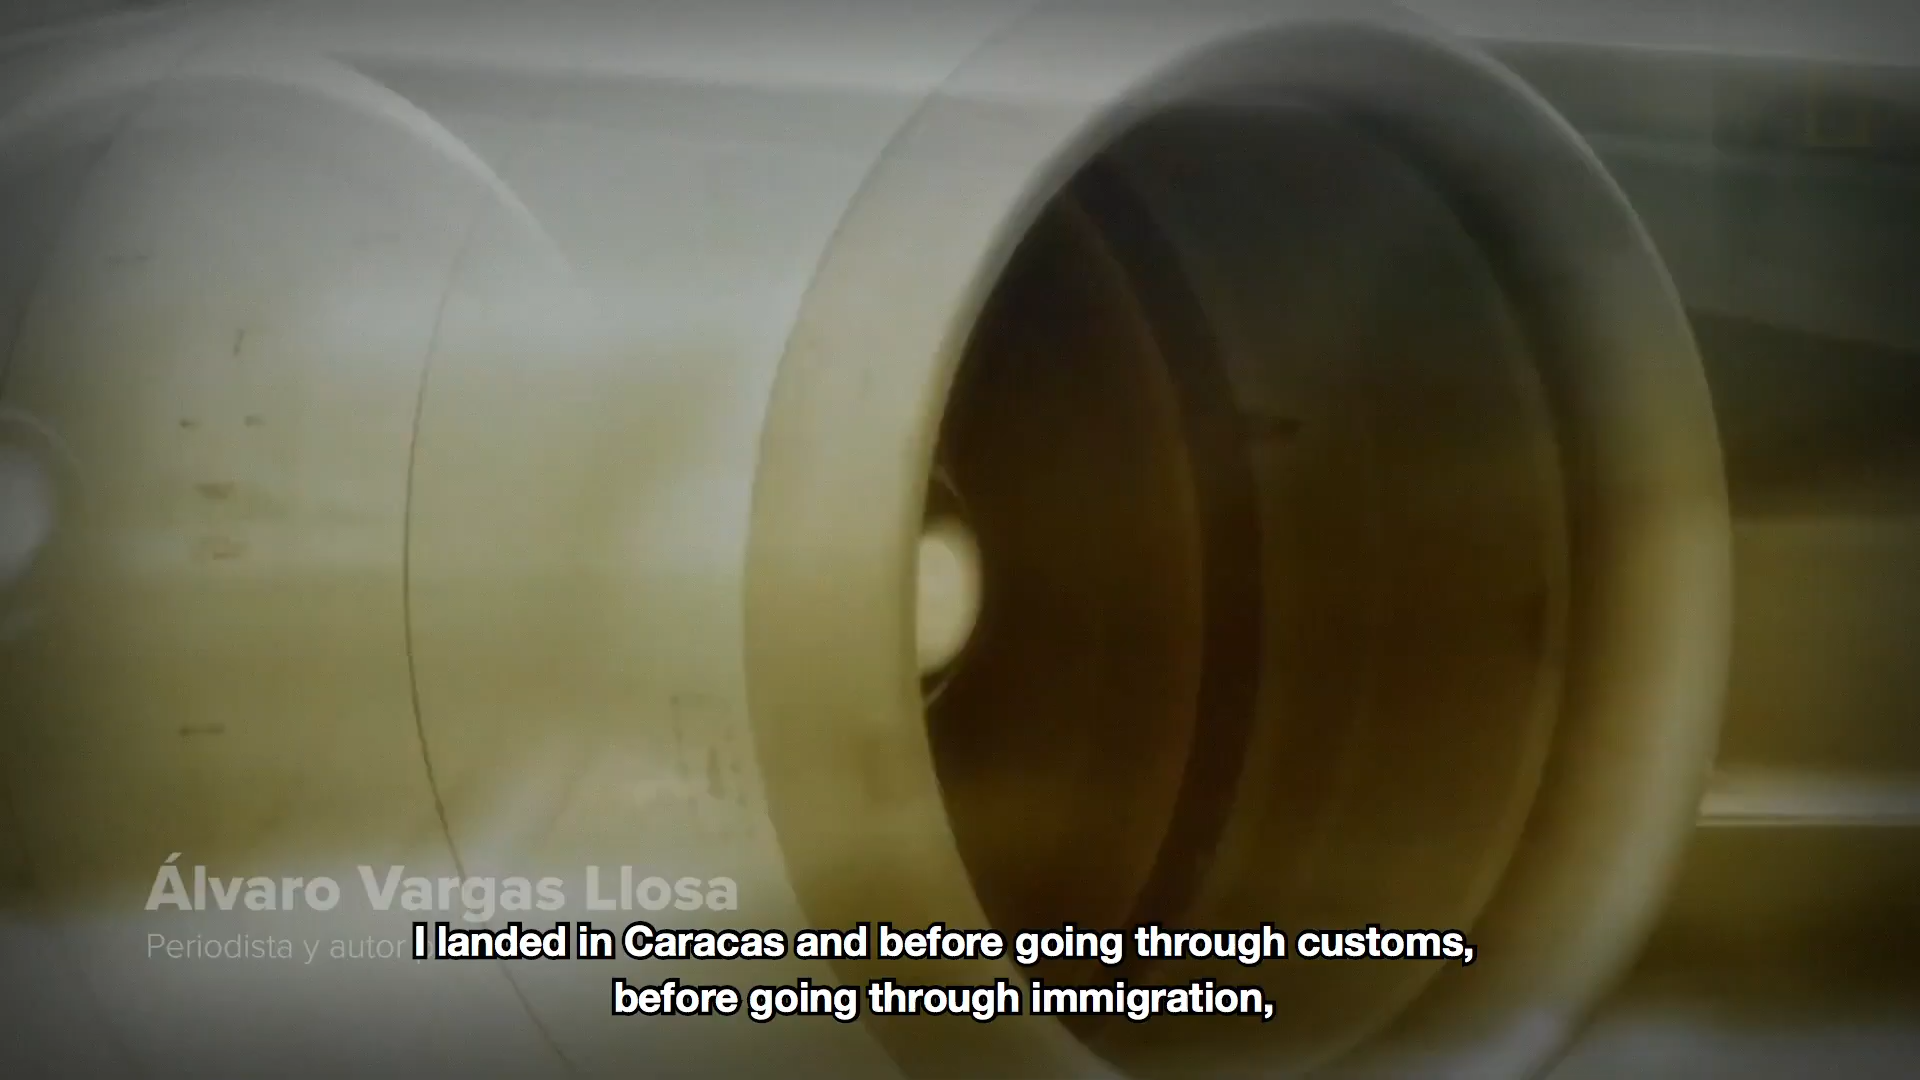 Álvaro Vargas Llosa
Periodista y autor
I landed in Caracas and before going through customs,
before going through immigration,